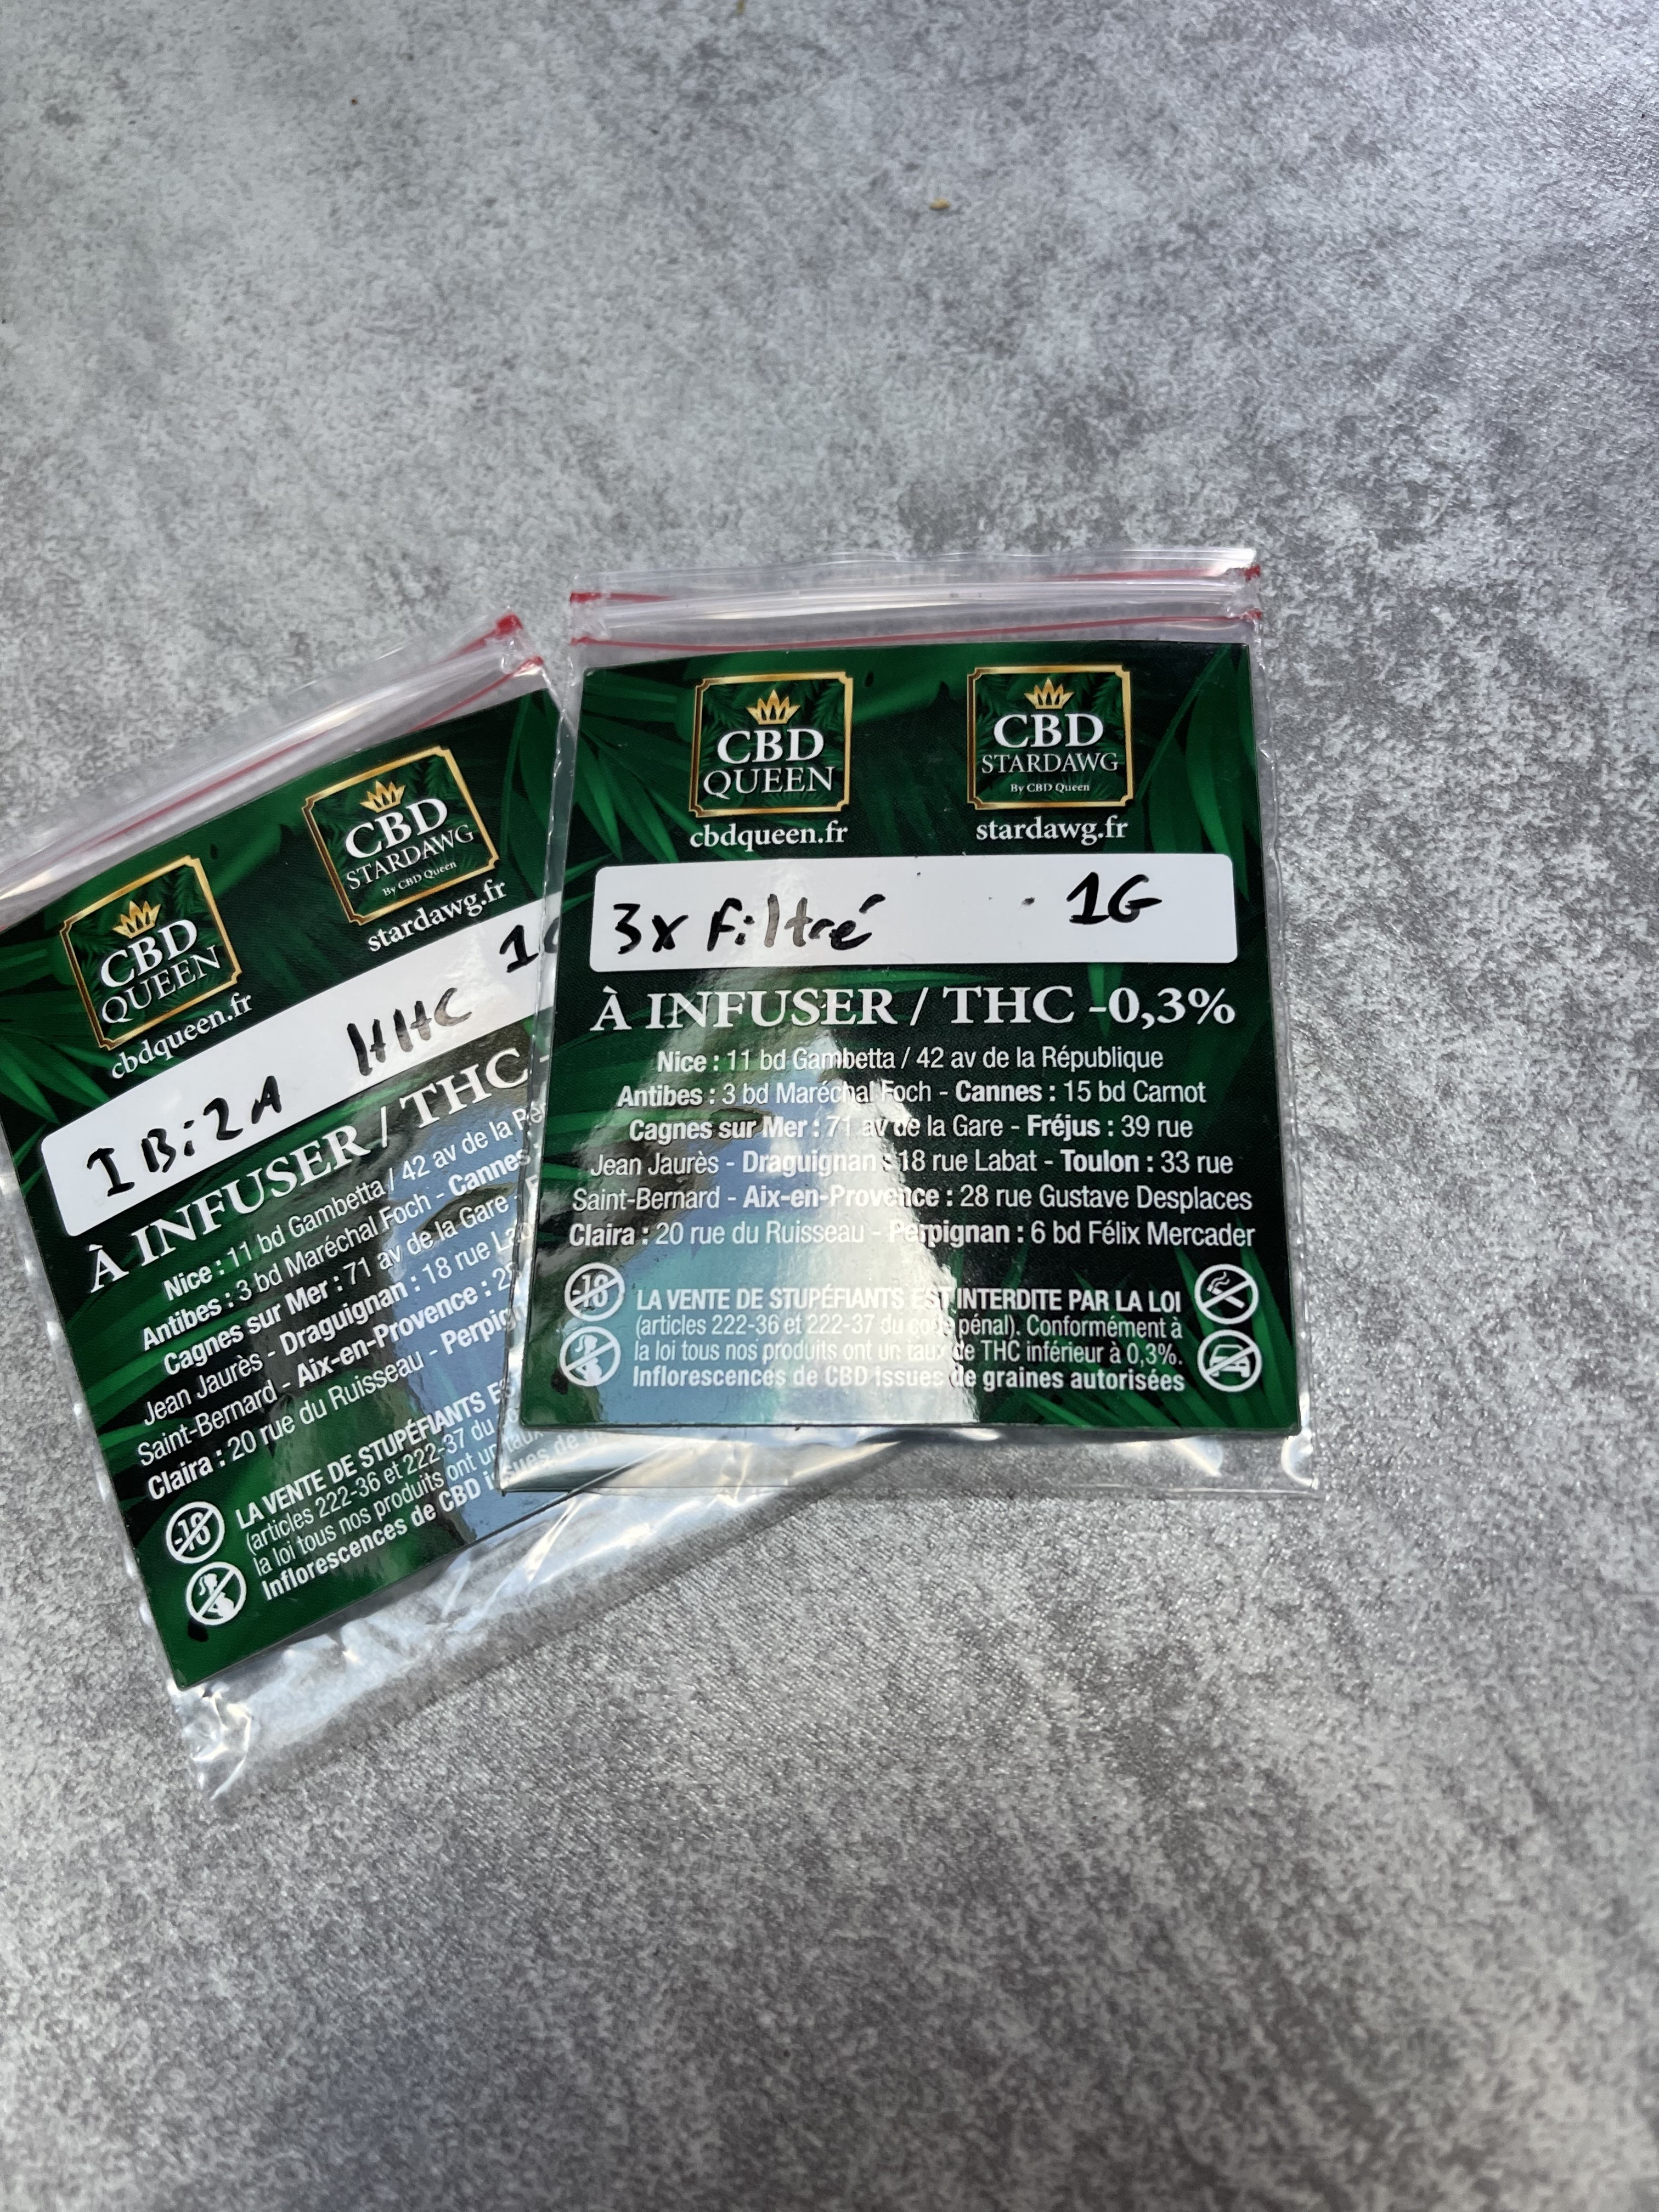 CBD
QUEEN
cbdqueen.fr
CBD
STARDAWG
By CBD Queen
stardawg.fr
IBiZA HHC
À INFUSER / THC
Nice : 11 bd Gambetta / 42 av de la
Antibes : 3 bd Maréchal Foch - Cannes
Cagnes sur Mer : 71 av de la Gare -
Jean Jaurès - Draguignan : 18 rue
Saint-Bernard - Aix-en-Provence :
Claira : 20 rue du Ruisseau -
-18
LA VENTE DE STUPÉFIANTS
(articles 222-36 et 222-37 du
la loi tous nos produits ont un taux
Inflorescences de CBD issues de
CBD
QUEEN
cbdqueen.fr
CBD
STARDAWG
By CBD Queen
stardawg.fr
3x Filtré 1G
À INFUSER / THC -0,3%
Nice : 11 bd Gambetta / 42 av de la République
Antibes : 3 bd Maréchal Foch - Cannes : 15 bd Carnot
Cagnes sur Mer : 71 av de la Gare - Fréjus : 39 rue
Jean Jaurès - Draguignan : 18 rue Labat - Toulon : 33 rue
Saint-Bernard - Aix-en-Provence : 28 rue Gustave Desplaces
Claira : 20 rue du Ruisseau - Perpignan : 6 bd Félix Mercader
-18
LA VENTE DE STUPÉFIANTS EST INTERDITE PAR LA LOI
(articles 222-36 et 222-37 du code pénal). Conformément à
la loi tous nos produits ont un taux de THC inférieur à 0,3%.
Inflorescences de CBD issues de graines autorisées